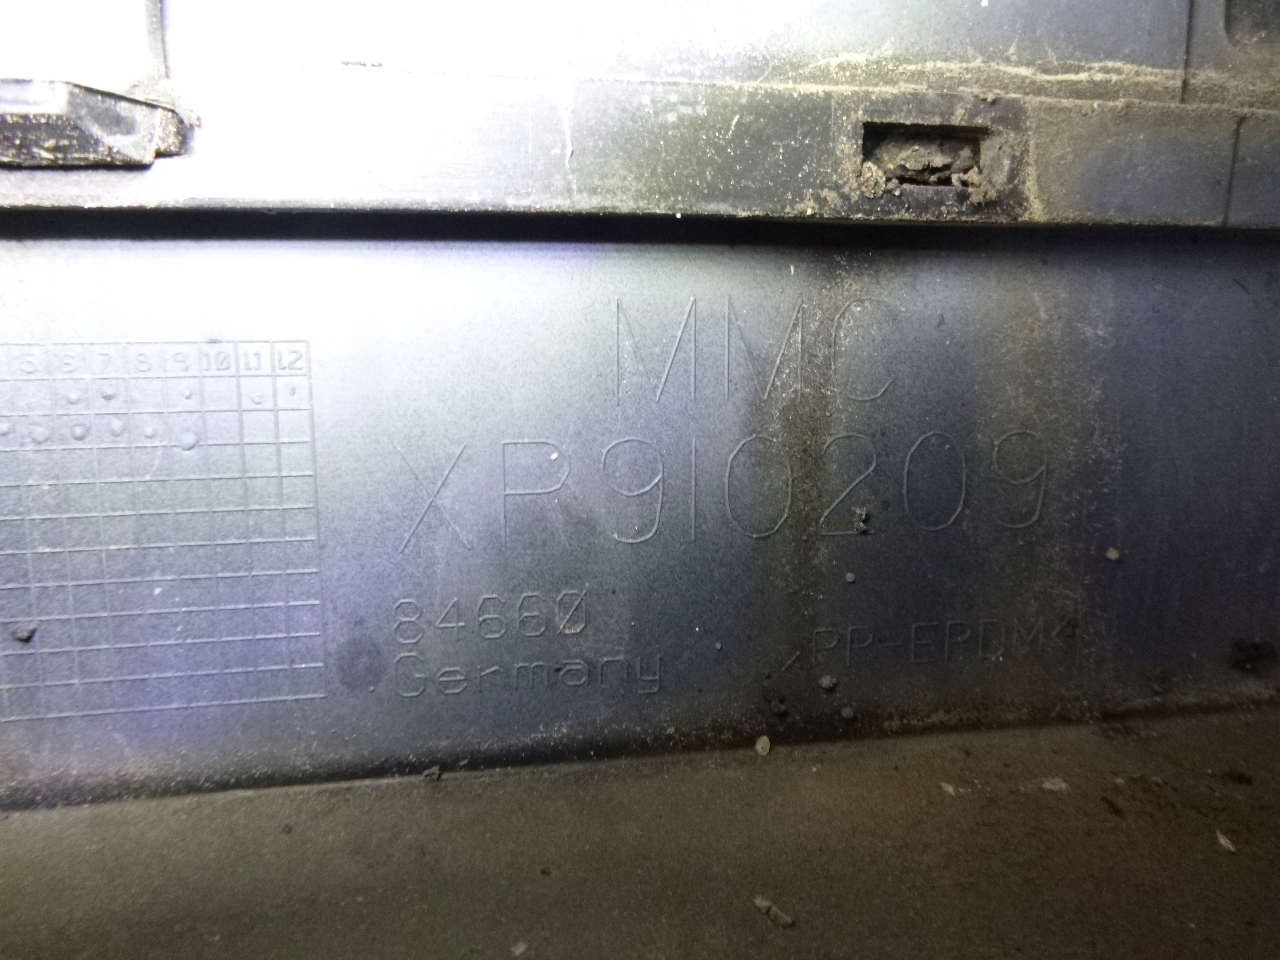 MMC
5 6 7 8 9 10 11 12
XR910209
84660
Germany
>PP-EPDM<